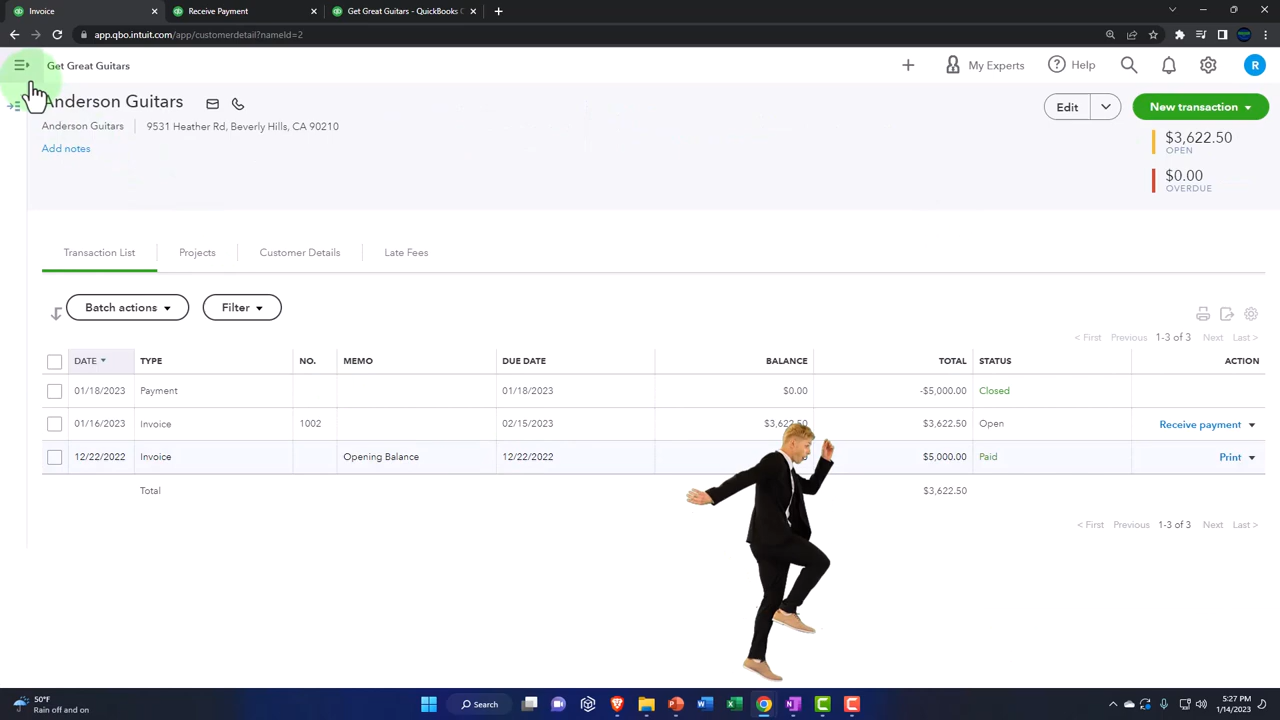 Invoice
Receive Payment
Get Great Guitars - QuickBooks
app.qbo.intuit.com/app/customerdetail?nameId=2
Get Great Guitars
My Experts
Help
R
Anderson Guitars
Edit
New transaction
Anderson Guitars
9531 Heather Rd, Beverly Hills, CA 90210
Add notes
$3,622.50
OPEN
$0.00
OVERDUE
Transaction List
Projects
Customer Details
Late Fees
Batch actions
Filter
< First Previous 1-3 of 3 Next Last >
DATE TYPE NO. MEMO DUE DATE BALANCE TOTAL STATUS ACTION
01/18/2023 Payment 01/18/2023 $0.00 -$5,000.00 Closed
01/16/2023 Invoice 1002 02/15/2023 $3,622.50 $3,622.50 Open Receive payment
12/22/2022 Invoice Opening Balance 12/22/2022 $5,000.00 Paid Print
Total $3,622.50
< First Previous 1-3 of 3 Next Last >
50°F
Rain off and on
Search
5:27 PM
1/14/2023